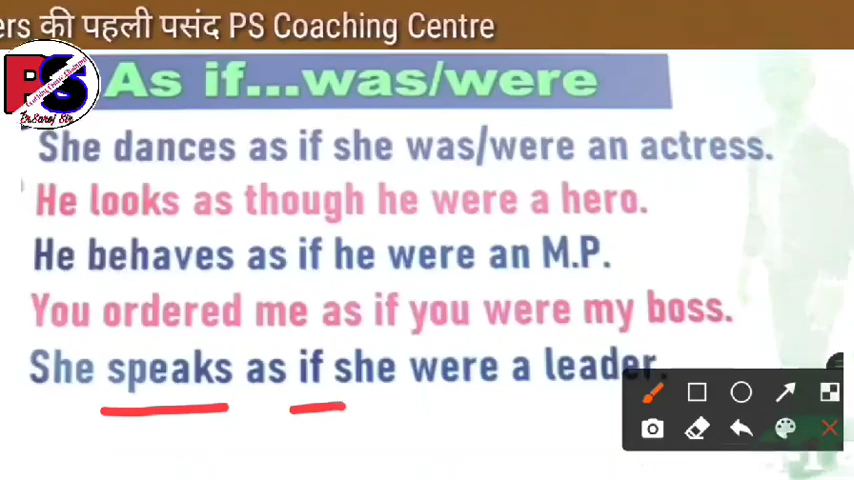 ers की पहली पसंद PS Coaching Centre
PS
As if...was/were
She dances as if she was/were an actress.
He looks as though he were a hero.
He behaves as if he were an M.P.
You ordered me as if you were my boss.
She speaks as if she were a leader.